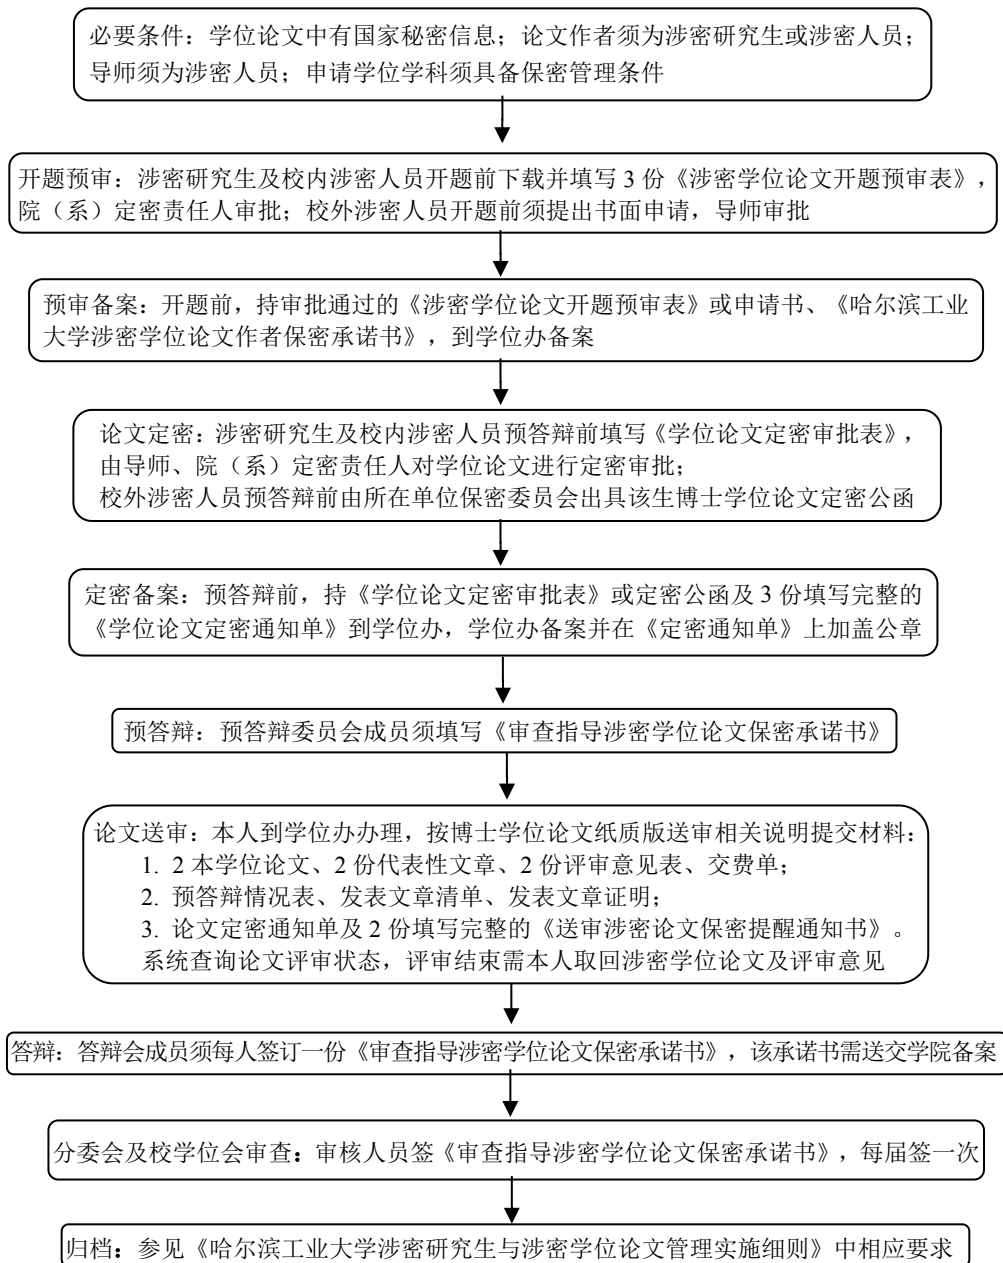 必要条件：学位论文中有国家秘密信息；论文作者须为涉密研究生或涉密人员；
导师须为涉密人员；申请学位学科须具备保密管理条件
开题预审：涉密研究生及校内涉密人员开题前下载并填写 3 份《涉密学位论文开题预审表》，
院（系）定密责任人审批；校外涉密人员开题前须提出书面申请，导师审批
预审备案：开题前，持审批通过的《涉密学位论文开题预审表》或申请书、《哈尔滨工业
大学涉密学位论文作者保密承诺书》，到学位办备案
论文定密：涉密研究生及校内涉密人员预答辩前填写《学位论文定密审批表》，
由导师、院（系）定密责任人对学位论文进行定密审批；
校外涉密人员预答辩前由所在单位保密委员会出具该生博士学位论文定密公函
定密备案：预答辩前，持《学位论文定密审批表》或定密公函及 3 份填写完整的
《学位论文定密通知单》到学位办，学位办备案并在《定密通知单》上加盖公章
预答辩：预答辩委员会成员须填写《审查指导涉密学位论文保密承诺书》
论文送审：本人到学位办办理，按博士学位论文纸质版送审相关说明提交材料：
1. 2 本学位论文、2 份代表性文章、2 份评审意见表、交费单；
2. 预答辩情况表、发表文章清单、发表文章证明；
3. 论文定密通知单及 2 份填写完整的《送审涉密论文保密提醒通知书》。
系统查询论文评审状态，评审结束需本人取回涉密学位论文及评审意见
答辩：答辩会成员须每人签订一份《审查指导涉密学位论文保密承诺书》，该承诺书需送交学院备案
分委会及校学位会审查：审核人员签《审查指导涉密学位论文保密承诺书》，每届签一次
归档：参见《哈尔滨工业大学涉密研究生与涉密学位论文管理实施细则》中相应要求